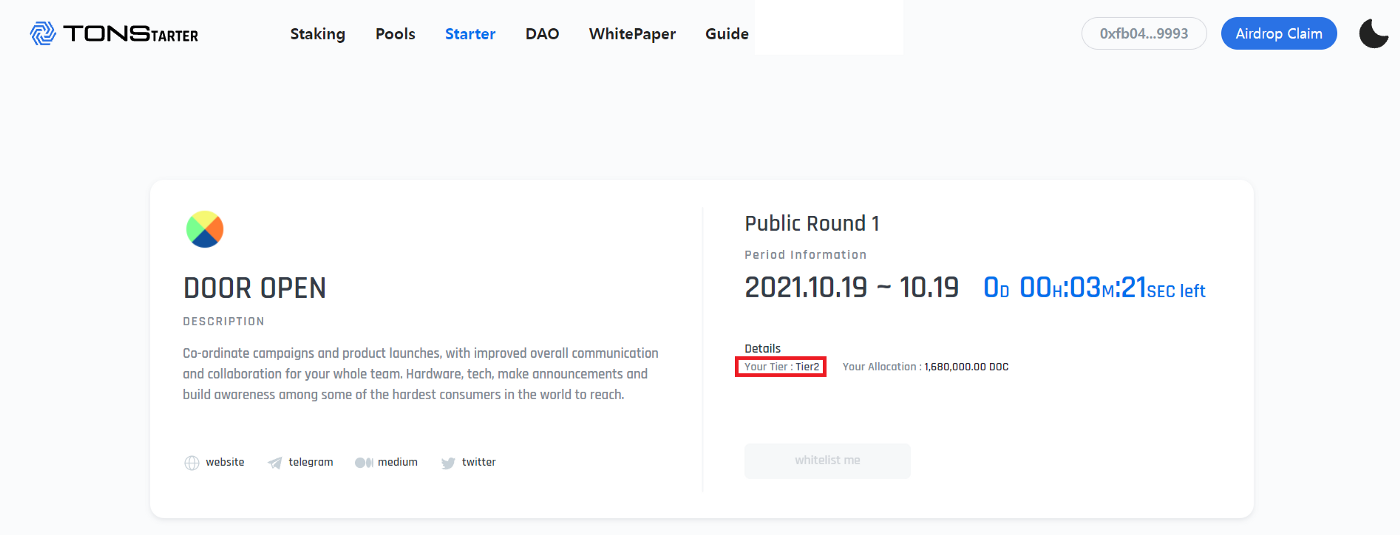 TONSTARTER Staking Pools Starter DAO WhitePaper Guide 0xfb04...9993 Airdrop Claim
DOOR OPEN
DESCRIPTION
Co-ordinate campaigns and product launches, with improved overall communication
and collaboration for your whole team. Hardware, tech, make announcements and
build awareness among some of the hardest consumers in the world to reach.
website telegram medium twitter
Public Round 1
Period Information
2021.10.19 ~ 10.19 0D 00H:03M:21SEC left
Details
Your Tier : Tier2 Your Allocation : 1,680,000.00 DOC
whitelist me